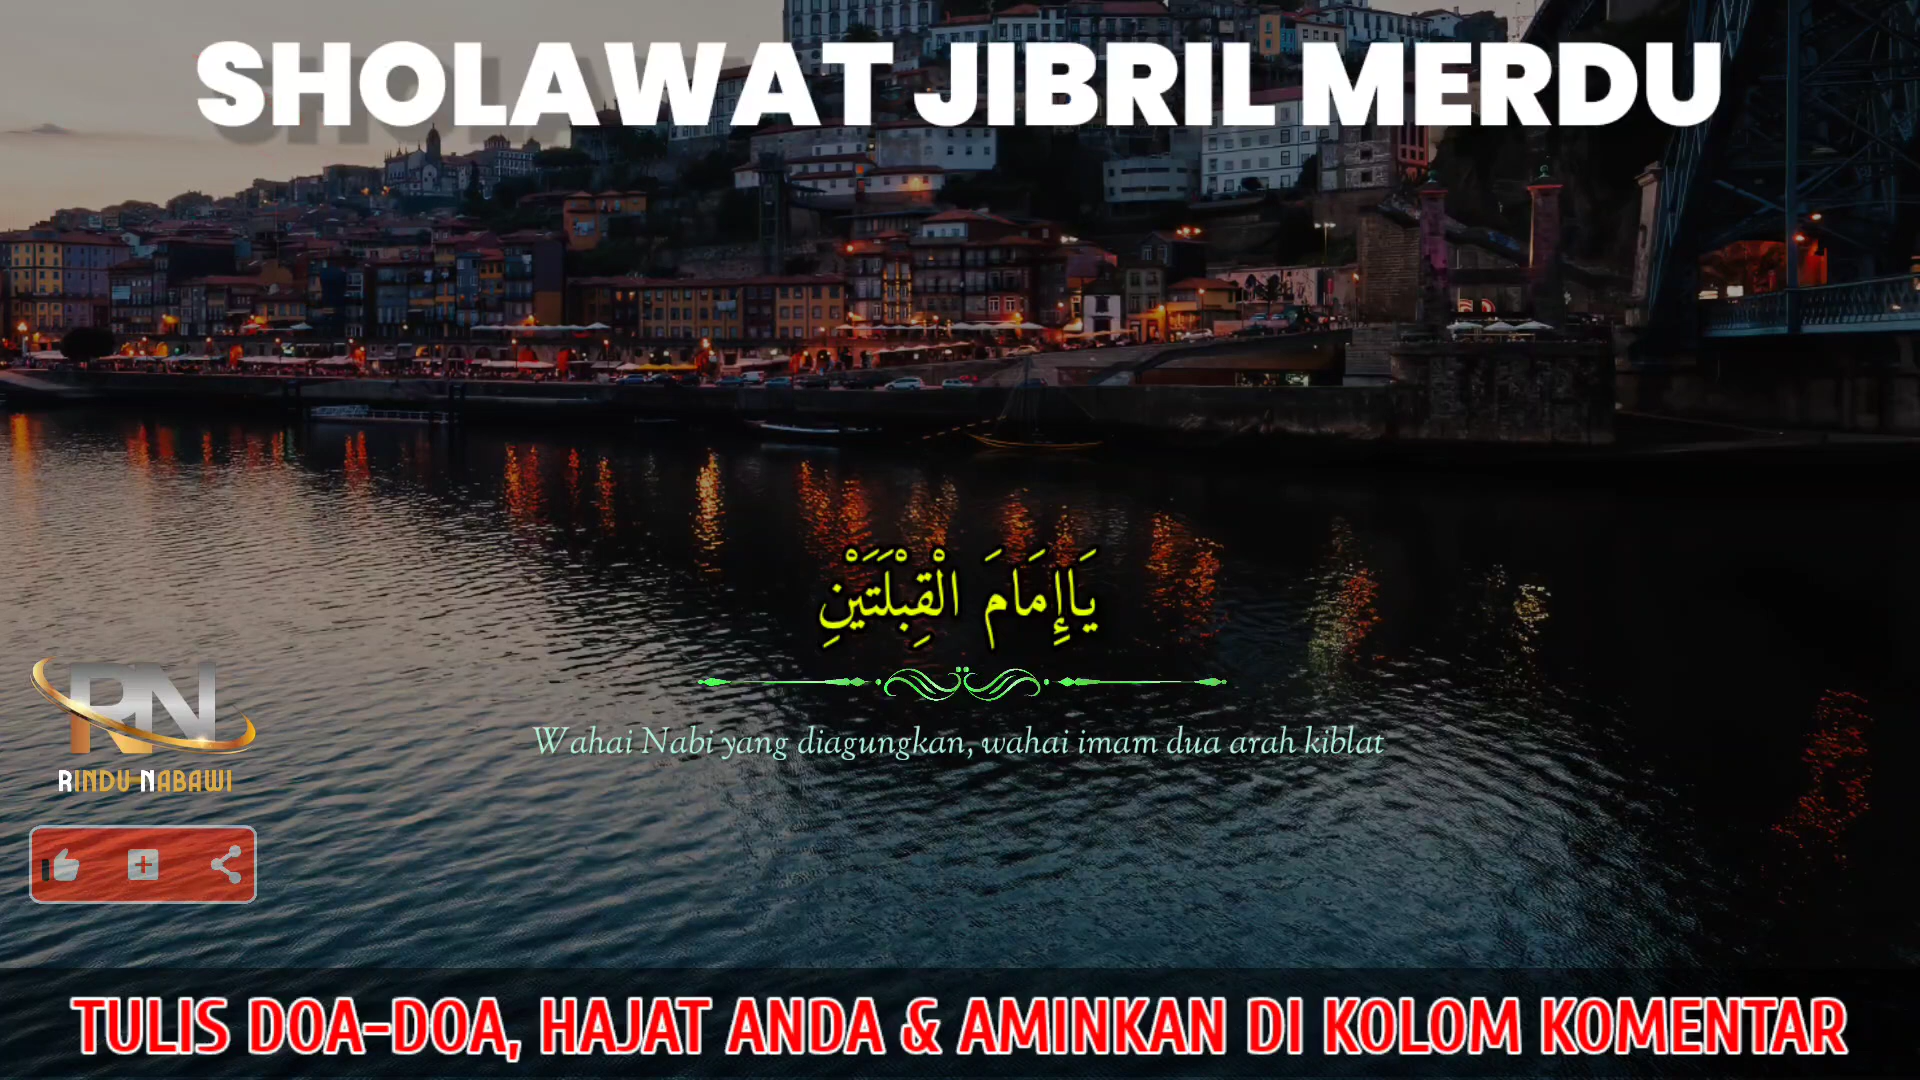 SHOLAWAT JIBRIL MERDU
يَاإِمَامَ الْقِبْلَتَيْنِ
Wahai Nabi yang diagungkan, wahai imam dua arah kiblat
RN
RINDU NABAWI
TULIS DOA-DOA, HAJAT ANDA & AMINKAN DI KOLOM KOMENTAR